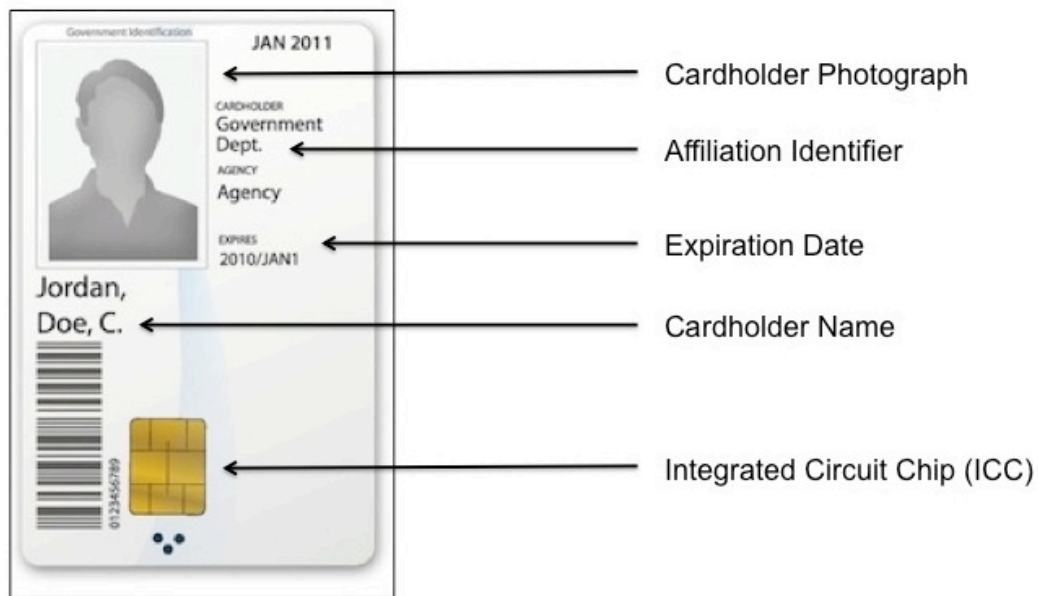 Government Identification
JAN 2011
Cardholder Photograph
CARDHOLDER
Government
Dept.
Affiliation Identifier
AGENCY
Agency
EXPIRES
2010/JAN1
Expiration Date
Jordan,
Doe, C.
Cardholder Name
0123456789
Integrated Circuit Chip (ICC)